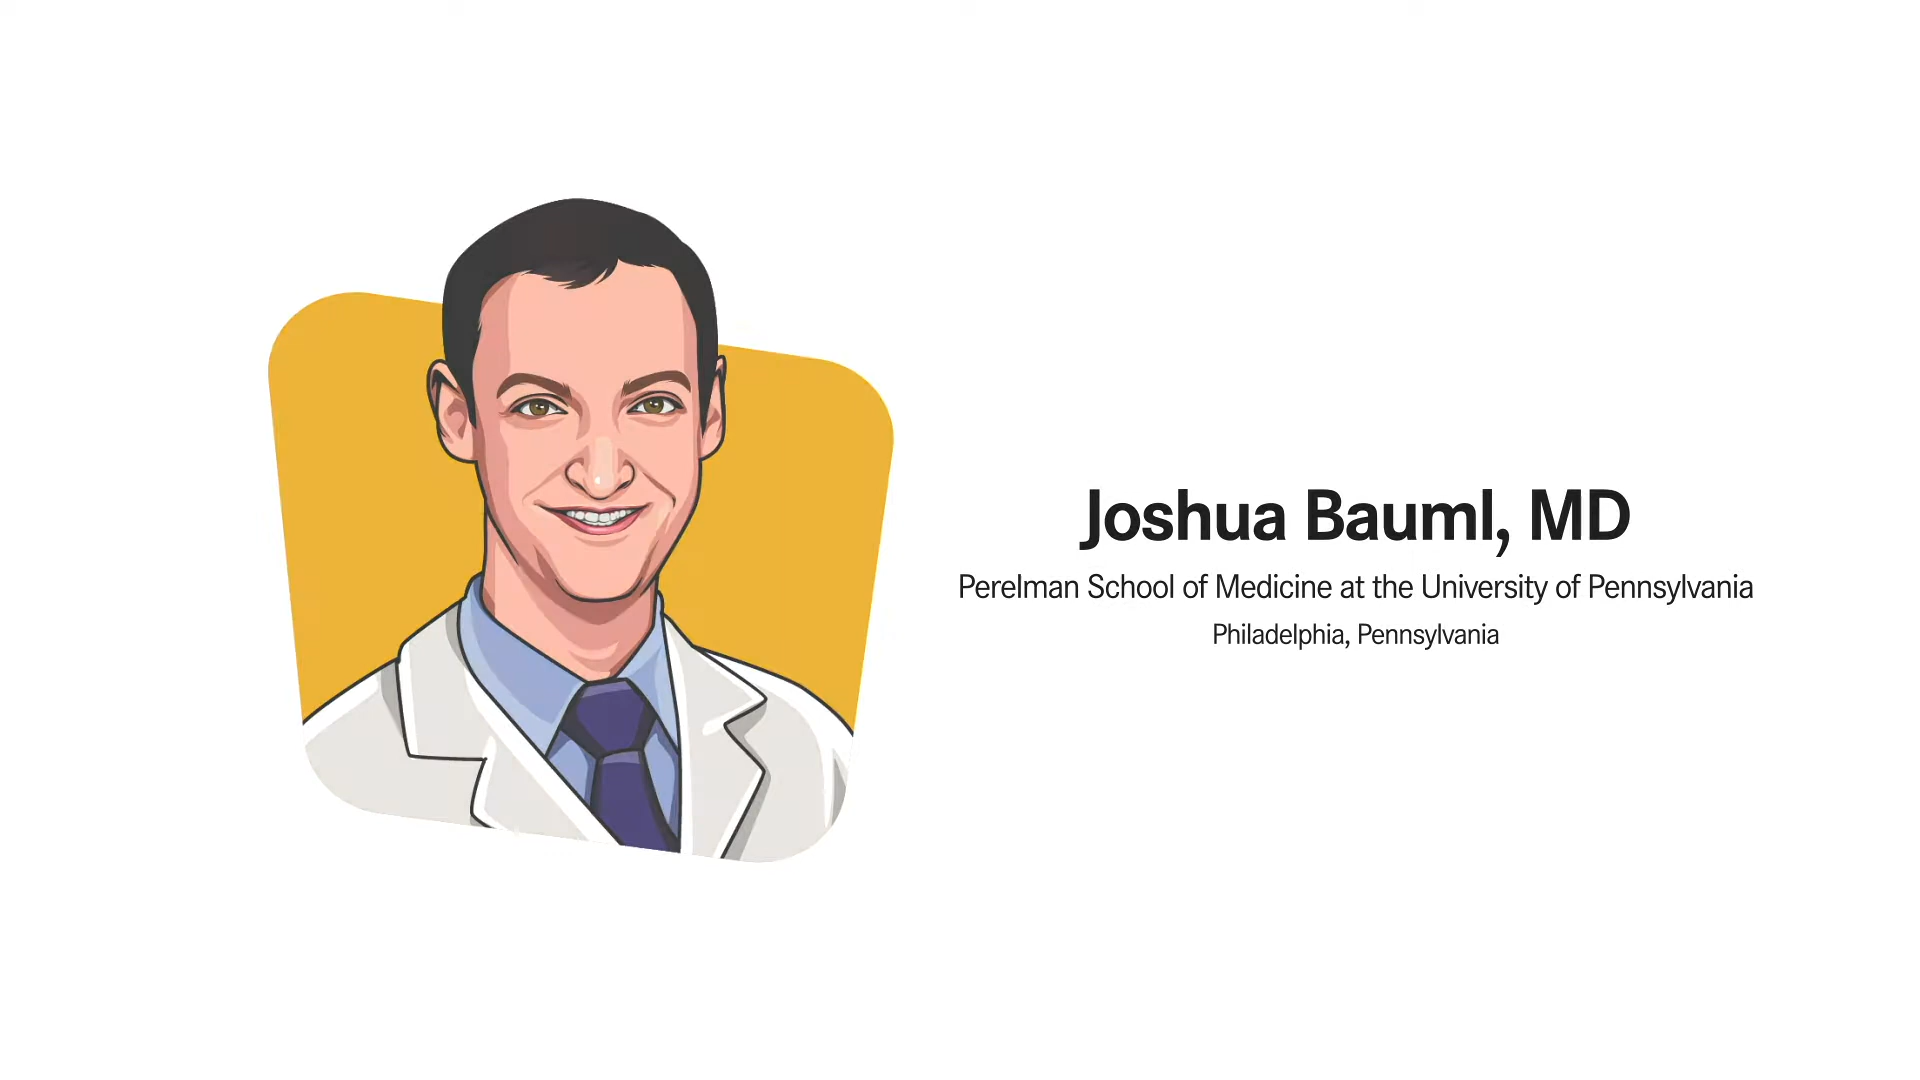 Joshua Bauml, MD
Perelman School of Medicine at the University of Pennsylvania
Philadelphia, Pennsylvania